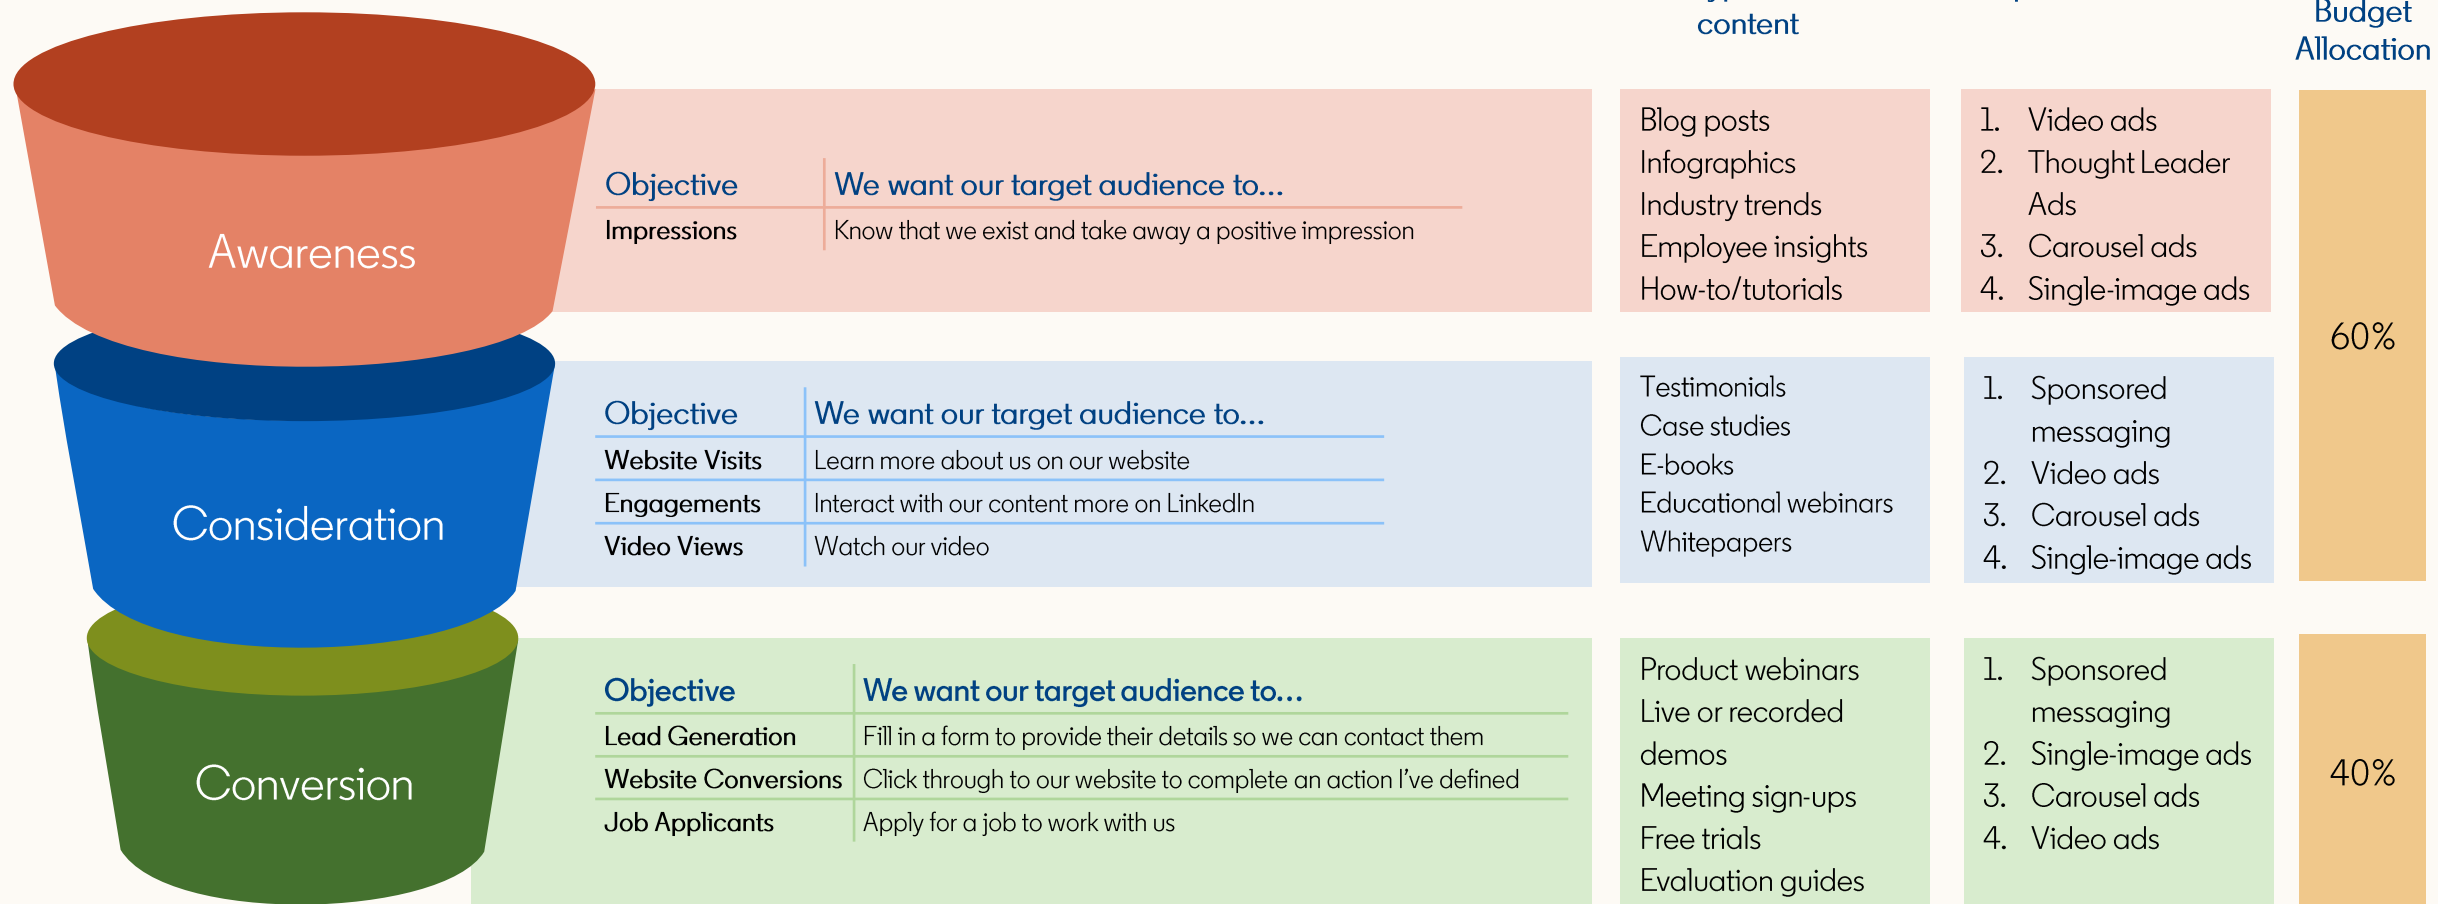 content
Budget
Allocation
Awareness
Objective
We want our target audience to...
Impressions
Know that we exist and take away a positive impression
Blog posts
Infographics
Industry trends
Employee insights
How-to/tutorials
1. Video ads
2. Thought Leader
Ads
3. Carousel ads
4. Single-image ads
60%
Consideration
Objective
We want our target audience to...
Website Visits
Learn more about us on our website
Engagements
Interact with our content more on LinkedIn
Video Views
Watch our video
Testimonials
Case studies
E-books
Educational webinars
Whitepapers
1. Sponsored
messaging
2. Video ads
3. Carousel ads
4. Single-image ads
Conversion
Objective
We want our target audience to...
Lead Generation
Fill in a form to provide their details so we can contact them
Website Conversions
Click through to our website to complete an action I've defined
Job Applicants
Apply for a job to work with us
Product webinars
Live or recorded
demos
Meeting sign-ups
Free trials
Evaluation guides
1. Sponsored
messaging
2. Single-image ads
3. Carousel ads
4. Video ads
40%